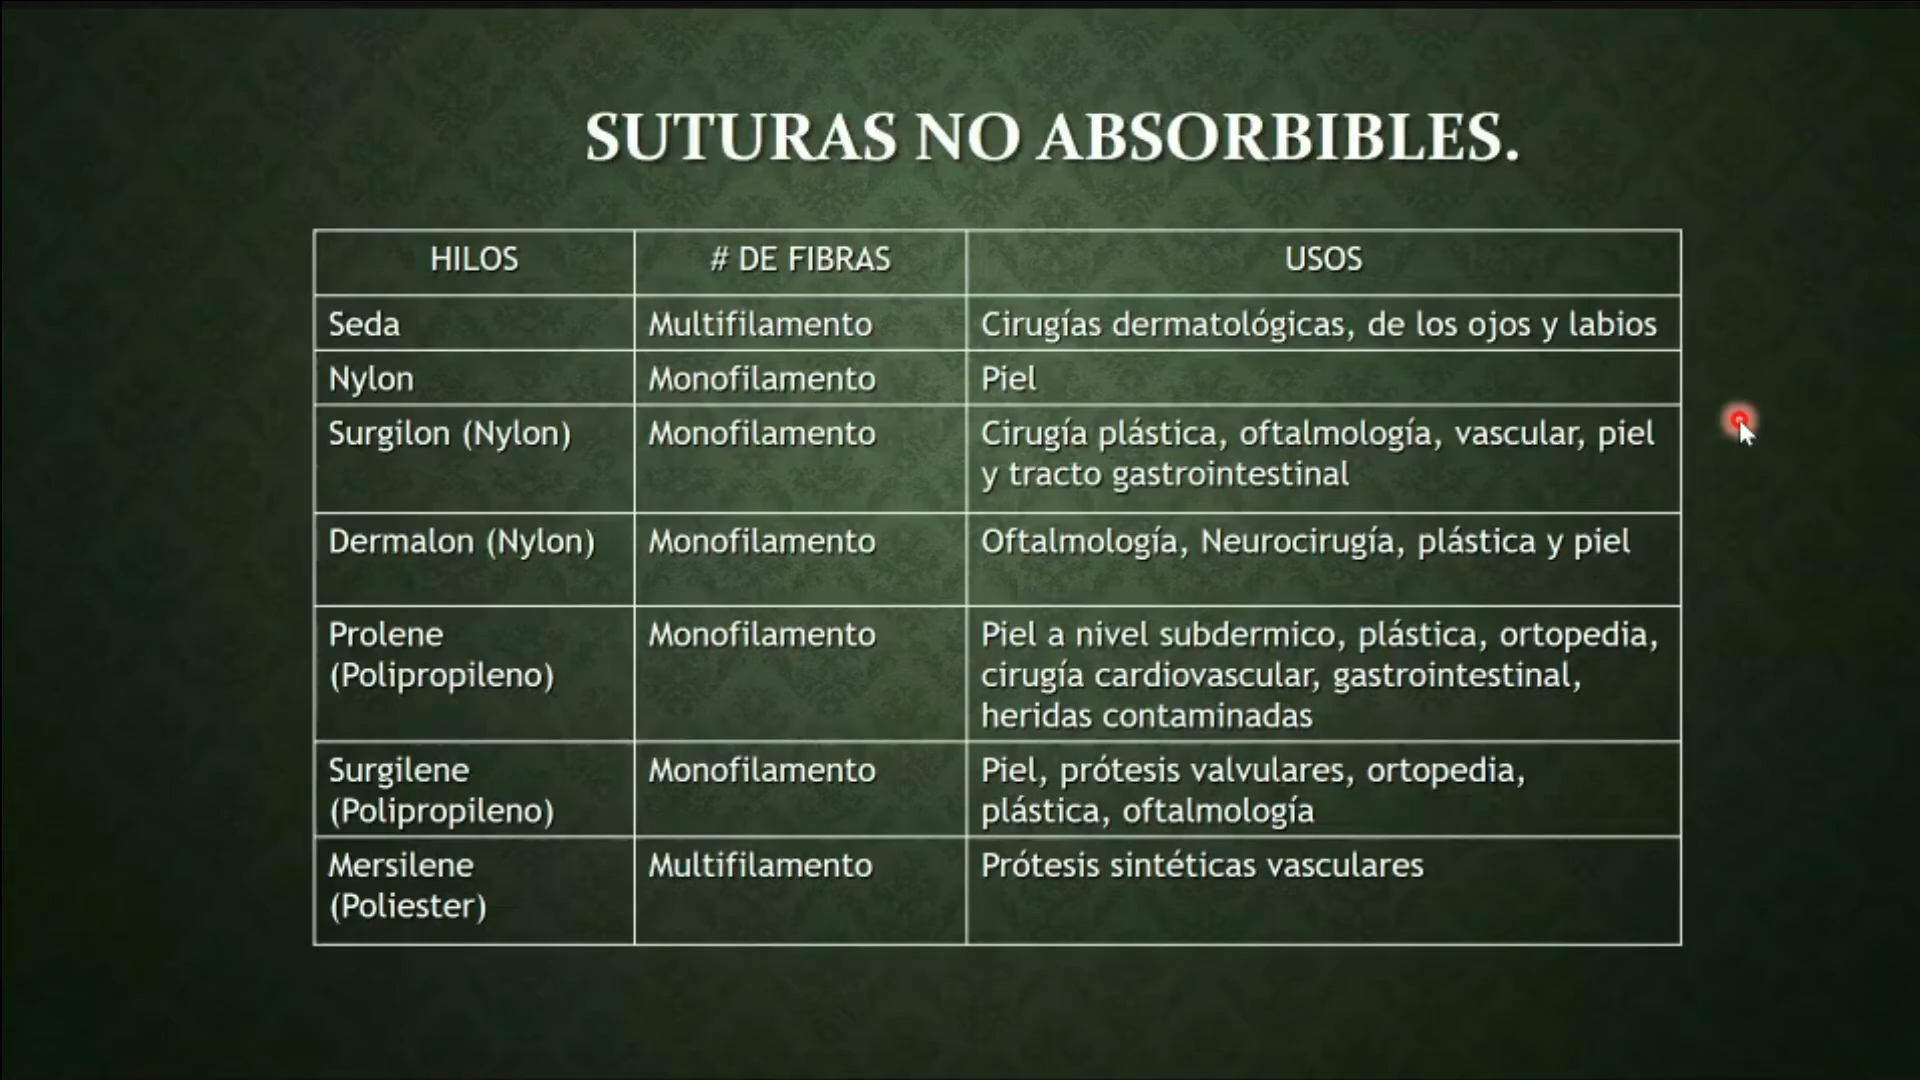 SUTURAS NO ABSORBIBLES.
HILOS
# DE FIBRAS
USOS
Seda
Multifilamento
Cirugías dermatológicas, de los ojos y labios
Nylon
Monofilamento
Piel
Surgilon (Nylon)
Monofilamento
Cirugía plástica, oftalmología, vascular, piel
y tracto gastrointestinal
Dermalon (Nylon)
Monofilamento
Oftalmología, Neurocirugía, plástica y piel
Prolene
(Polipropileno)
Monofilamento
Piel a nivel subdermico, plástica, ortopedia,
cirugía cardiovascular, gastrointestinal,
heridas contaminadas
Surgilene
(Polipropileno)
Monofilamento
Piel, prótesis valvulares, ortopedia,
plástica, oftalmología
Mersilene
(Poliester)
Multifilamento
Prótesis sintéticas vasculares